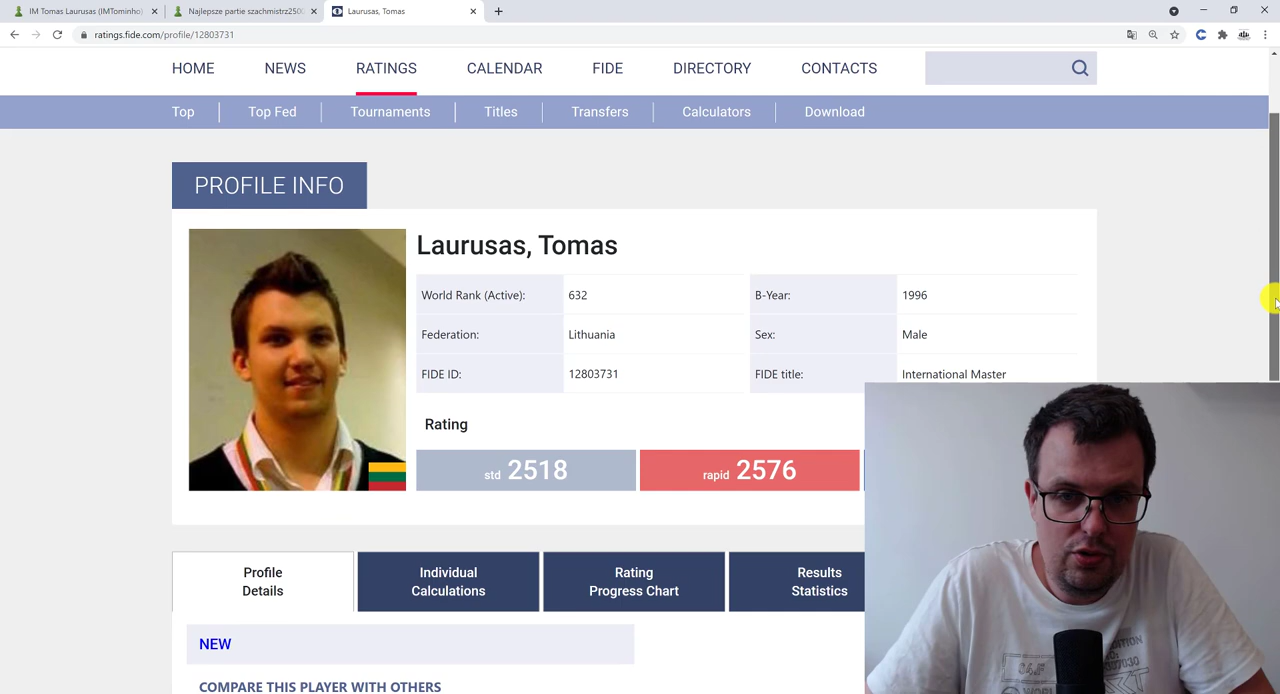 IM Tomas Laurusas (IMTominho)
Najlepsze partie szachmistrz2500
Laurusas, Tomas
ratings.fide.com/profile/12803731
HOME NEWS RATINGS CALENDAR FIDE DIRECTORY CONTACTS
Top Top Fed Tournaments Titles Transfers Calculators Download
PROFILE INFO
Laurusas, Tomas
World Rank (Active): 632 B-Year: 1996
Federation: Lithuania Sex: Male
FIDE ID: 12803731 FIDE title: International Master
Rating
std 2518 rapid 2576
Profile Details
Individual Calculations
Rating Progress Chart
Results Statistics
NEW
COMPARE THIS PLAYER WITH OTHERS